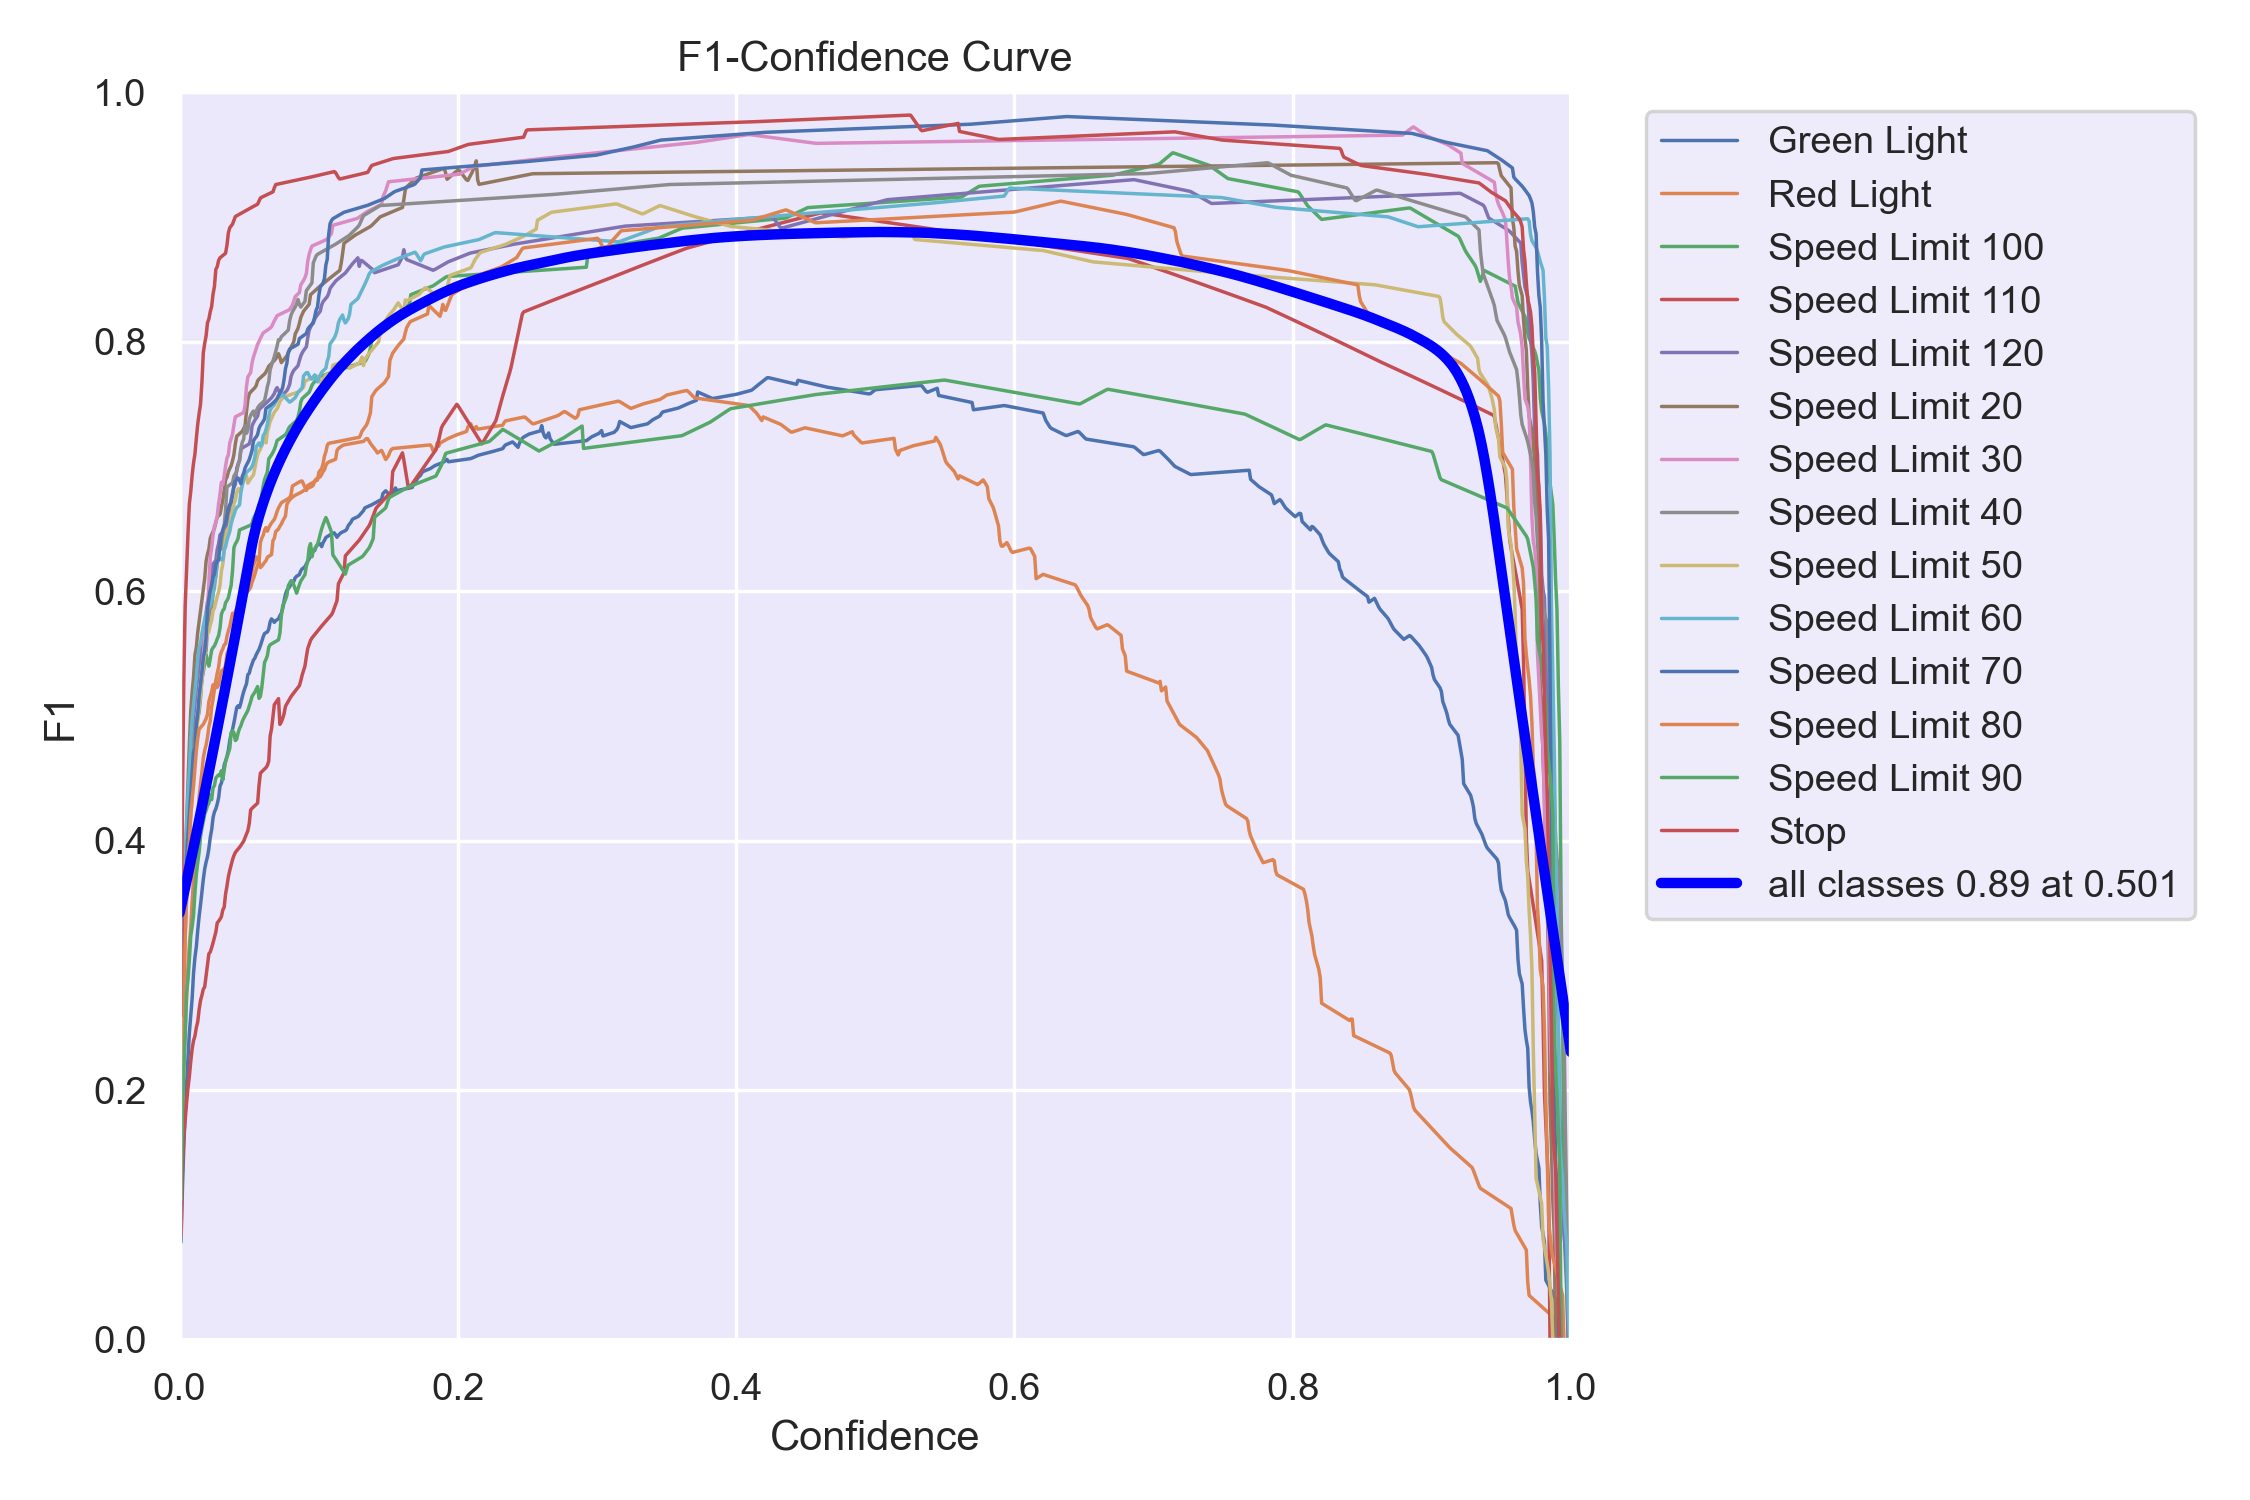 F1-Confidence Curve
1.0
0.8
0.6
0.4
0.2
0.0
F1
0.0 0.2 0.4 0.6 0.8 1.0
Confidence
Green Light
Red Light
Speed Limit 100
Speed Limit 110
Speed Limit 120
Speed Limit 20
Speed Limit 30
Speed Limit 40
Speed Limit 50
Speed Limit 60
Speed Limit 70
Speed Limit 80
Speed Limit 90
Stop
all classes 0.89 at 0.501